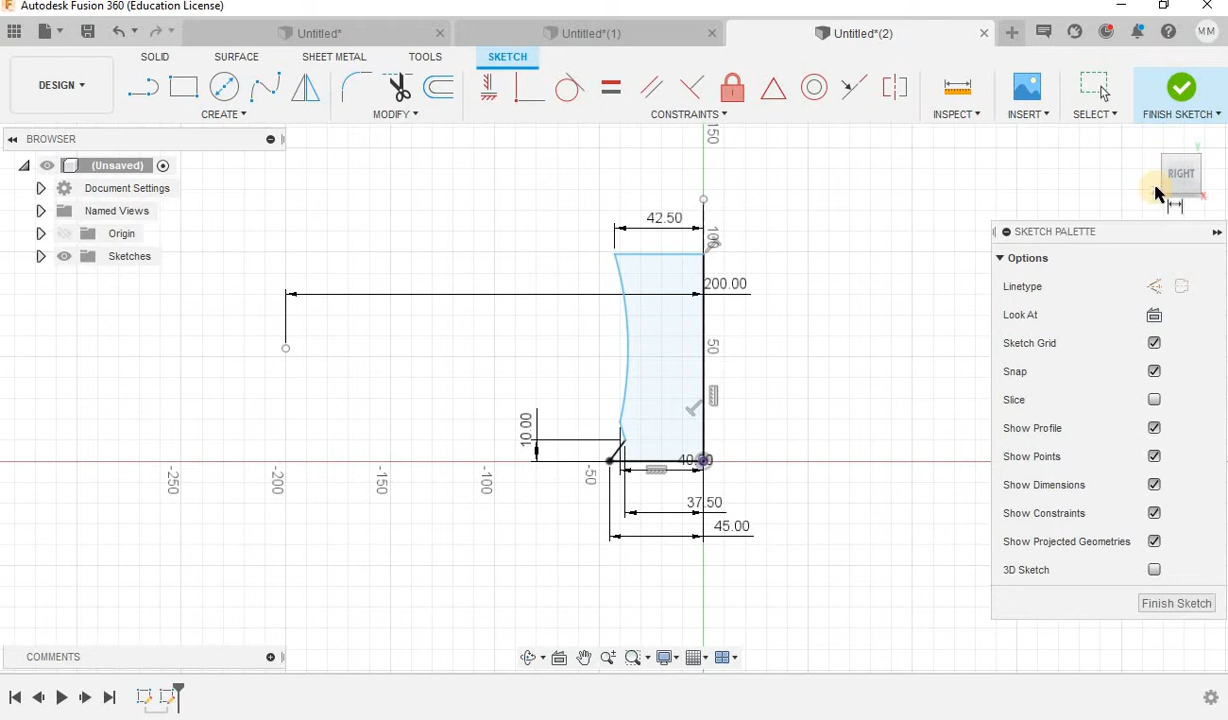 Autodesk Fusion 360 (Education License)
Untitled*
Untitled*(1)
Untitled*(2)
MM
SOLID SURFACE SHEET METAL TOOLS SKETCH
DESIGN
CREATE MODIFY CONSTRAINTS INSPECT INSERT SELECT FINISH SKETCH
BROWSER
(Unsaved)
Document Settings
Named Views
Origin
Sketches
150
RIGHT
Y
X
42.50
100
200.00
50
10.00
-250 -200 -150 -100 -50
37.50
45.00
SKETCH PALETTE
Options
Linetype
Look At
Sketch Grid
Snap
Slice
Show Profile
Show Points
Show Dimensions
Show Constraints
Show Projected Geometries
3D Sketch
Finish Sketch
COMMENTS